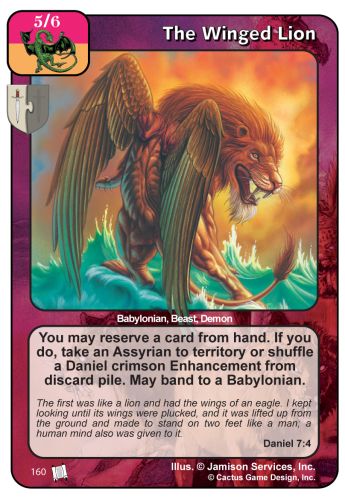 5/6
The Winged Lion
Babylonian, Beast, Demon
You may reserve a card from hand. If you
do, take an Assyrian to territory or shuffle
a Daniel crimson Enhancement from
discard pile. May band to a Babylonian.
The first was like a lion and had the wings of an eagle. I kept
looking until its wings were plucked, and it was lifted up from
the ground and made to stand on two feet like a man; a
human mind also was given to it.
Daniel 7:4
Illus. © Jamison Services, Inc.
160
© Cactus Game Design, Inc.